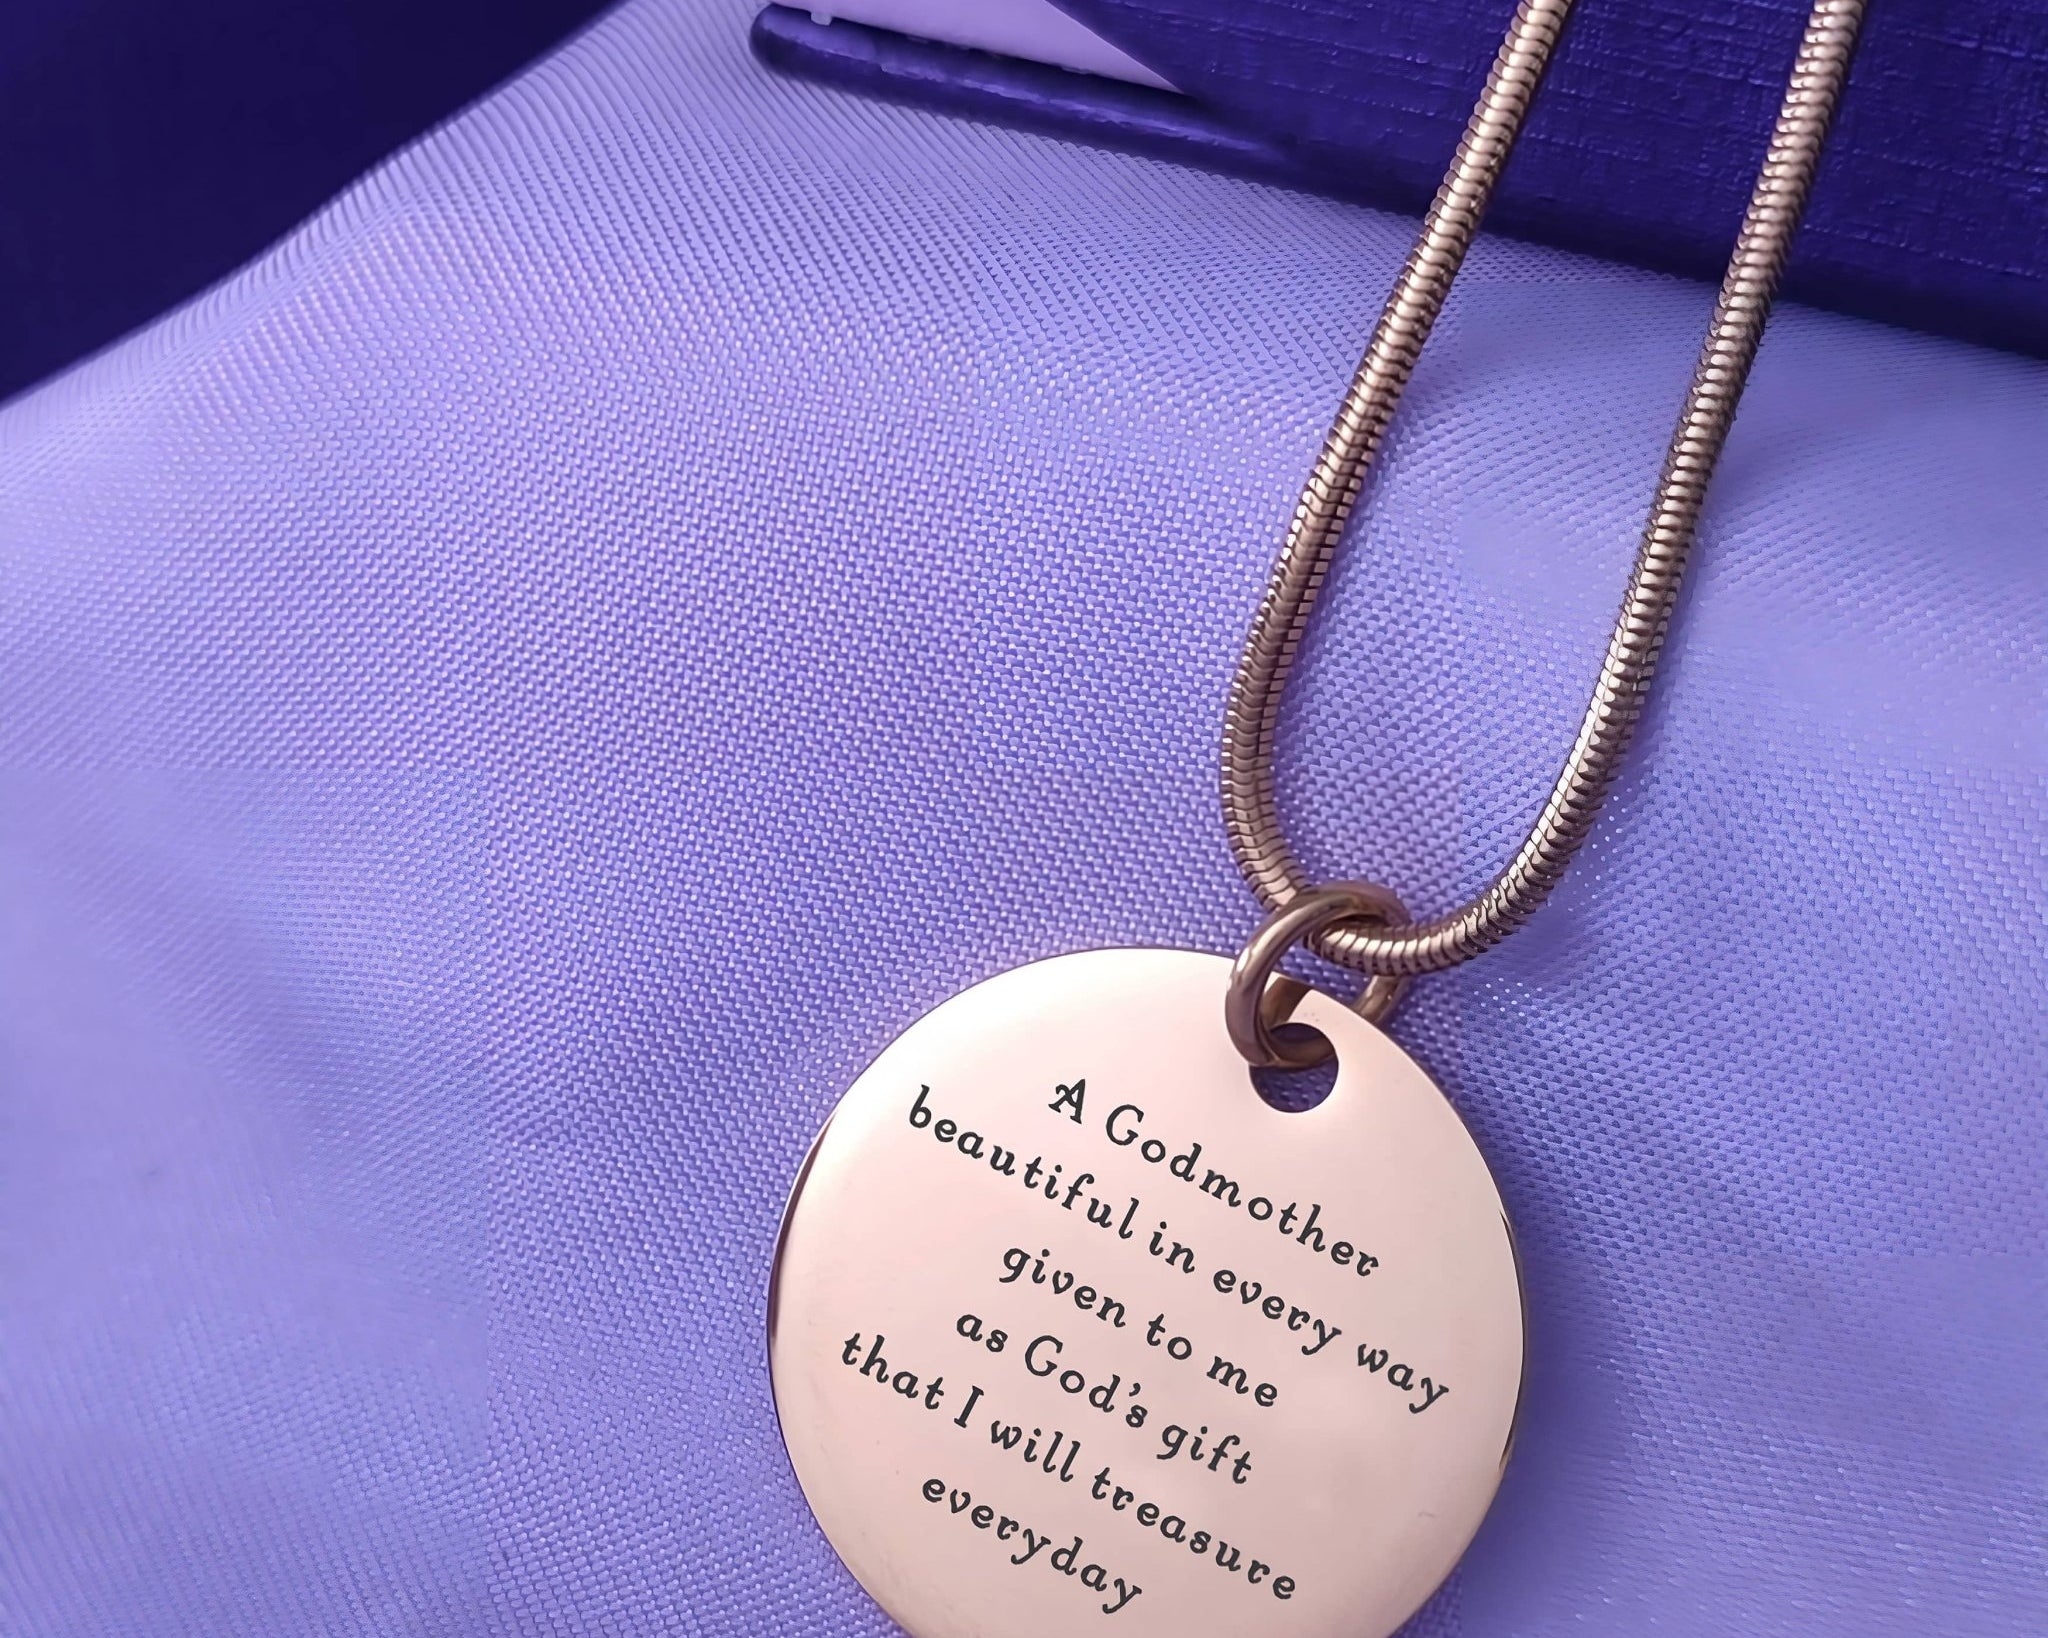 A Godmother
beautiful in every way
given to me
as God's gift
that I will treasure
everyday